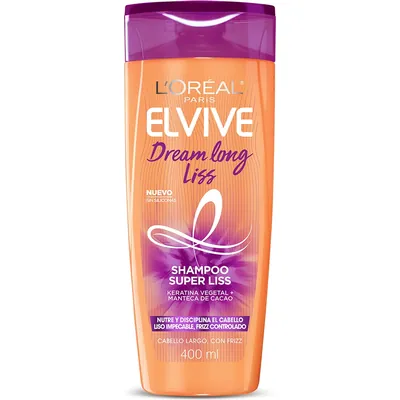 L'ORÉAL
PARIS
ELVIVE
Dream long
Liss
NUEVO
SIN SILICONAS
SHAMPOO
SUPER LISS
KERATINA VEGETAL +
MANTECA DE CACAO
NUTRE Y DISCIPLINA EL CABELLO
LISO IMPECABLE, FRIZZ CONTROLADO
CABELLO LARGO, CON FRIZZ
400 ml